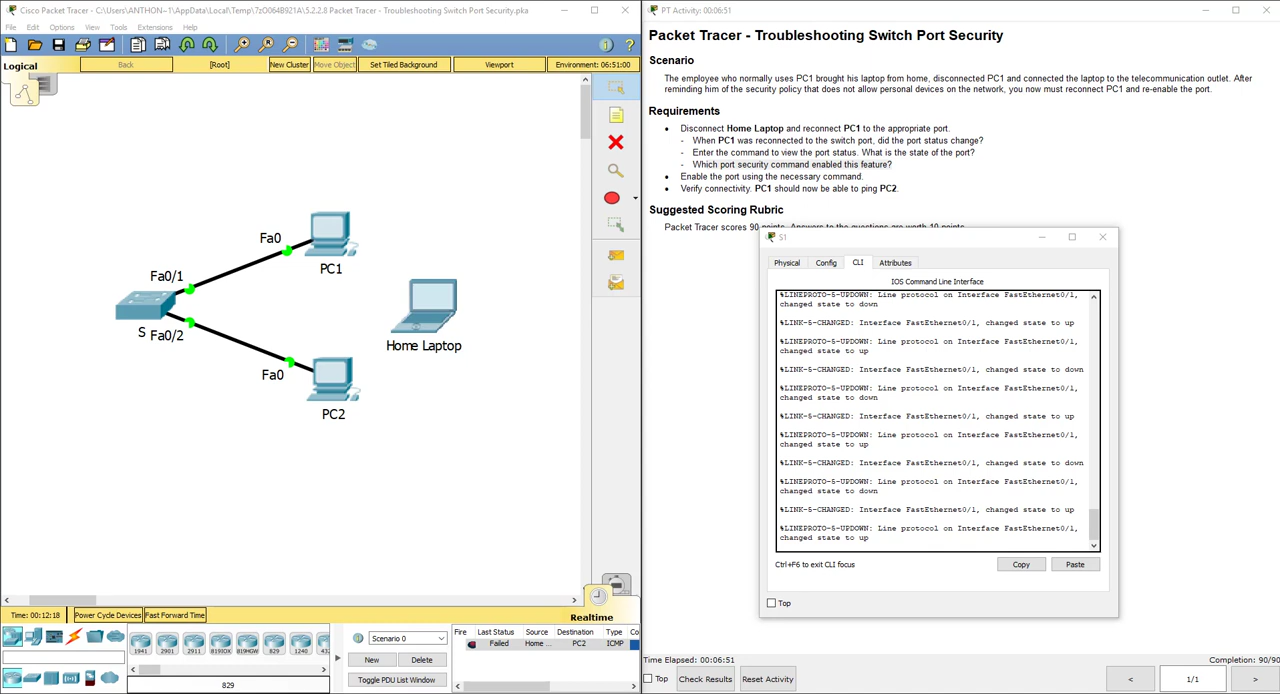 Cisco Packet Tracer - C:\Users\ANTHON~1\AppData\Local\Temp\7zO064B921A\5.2.2.8 Packet Tracer - Troubleshooting Switch Port Security.pka
File Edit Options View Tools Extensions Help
Logical Back [Root] New Cluster Move Object Set Tiled Background Viewport Environment: 06:51:00
Fa0
PC1
Fa0/1
S
Fa0/2
Home Laptop
Fa0
PC2
Realtime
Time: 00:12:18 Power Cycle Devices Fast Forward Time
1941 2901 2911 819IOX 819HGW 829 1240
829
Scenario 0
New Delete
Toggle PDU List Window
Fire Last Status Source Destination Type Co
Failed Home ... PC2 ICMP
PT Activity: 00:06:51
Packet Tracer - Troubleshooting Switch Port Security
Scenario
The employee who normally uses PC1 brought his laptop from home, disconnected PC1 and connected the laptop to the telecommunication outlet. After
reminding him of the security policy that does not allow personal devices on the network, you now must reconnect PC1 and re-enable the port.
Requirements
• Disconnect Home Laptop and reconnect PC1 to the appropriate port.
- When PC1 was reconnected to the switch port, did the port status change?
- Enter the command to view the port status. What is the state of the port?
- Which port security command enabled this feature?
• Enable the port using the necessary command.
• Verify connectivity. PC1 should now be able to ping PC2.
Suggested Scoring Rubric
Packet Tracer scores 90 points. Answers to the questions are worth 10 points.
S1
Physical Config CLI Attributes
IOS Command Line Interface
%LINEPROTO-5-UPDOWN: Line protocol on Interface FastEthernet0/1,
changed state to down
%LINK-5-CHANGED: Interface FastEthernet0/1, changed state to up
%LINEPROTO-5-UPDOWN: Line protocol on Interface FastEthernet0/1,
changed state to up
%LINK-5-CHANGED: Interface FastEthernet0/1, changed state to down
%LINEPROTO-5-UPDOWN: Line protocol on Interface FastEthernet0/1,
changed state to down
%LINK-5-CHANGED: Interface FastEthernet0/1, changed state to up
%LINEPROTO-5-UPDOWN: Line protocol on Interface FastEthernet0/1,
changed state to up
%LINK-5-CHANGED: Interface FastEthernet0/1, changed state to down
%LINEPROTO-5-UPDOWN: Line protocol on Interface FastEthernet0/1,
changed state to down
%LINK-5-CHANGED: Interface FastEthernet0/1, changed state to up
%LINEPROTO-5-UPDOWN: Line protocol on Interface FastEthernet0/1,
changed state to up
Ctrl+F6 to exit CLI focus Copy Paste
Top
Time Elapsed: 00:06:51 Completion: 90/90
Top Check Results Reset Activity < 1/1 >